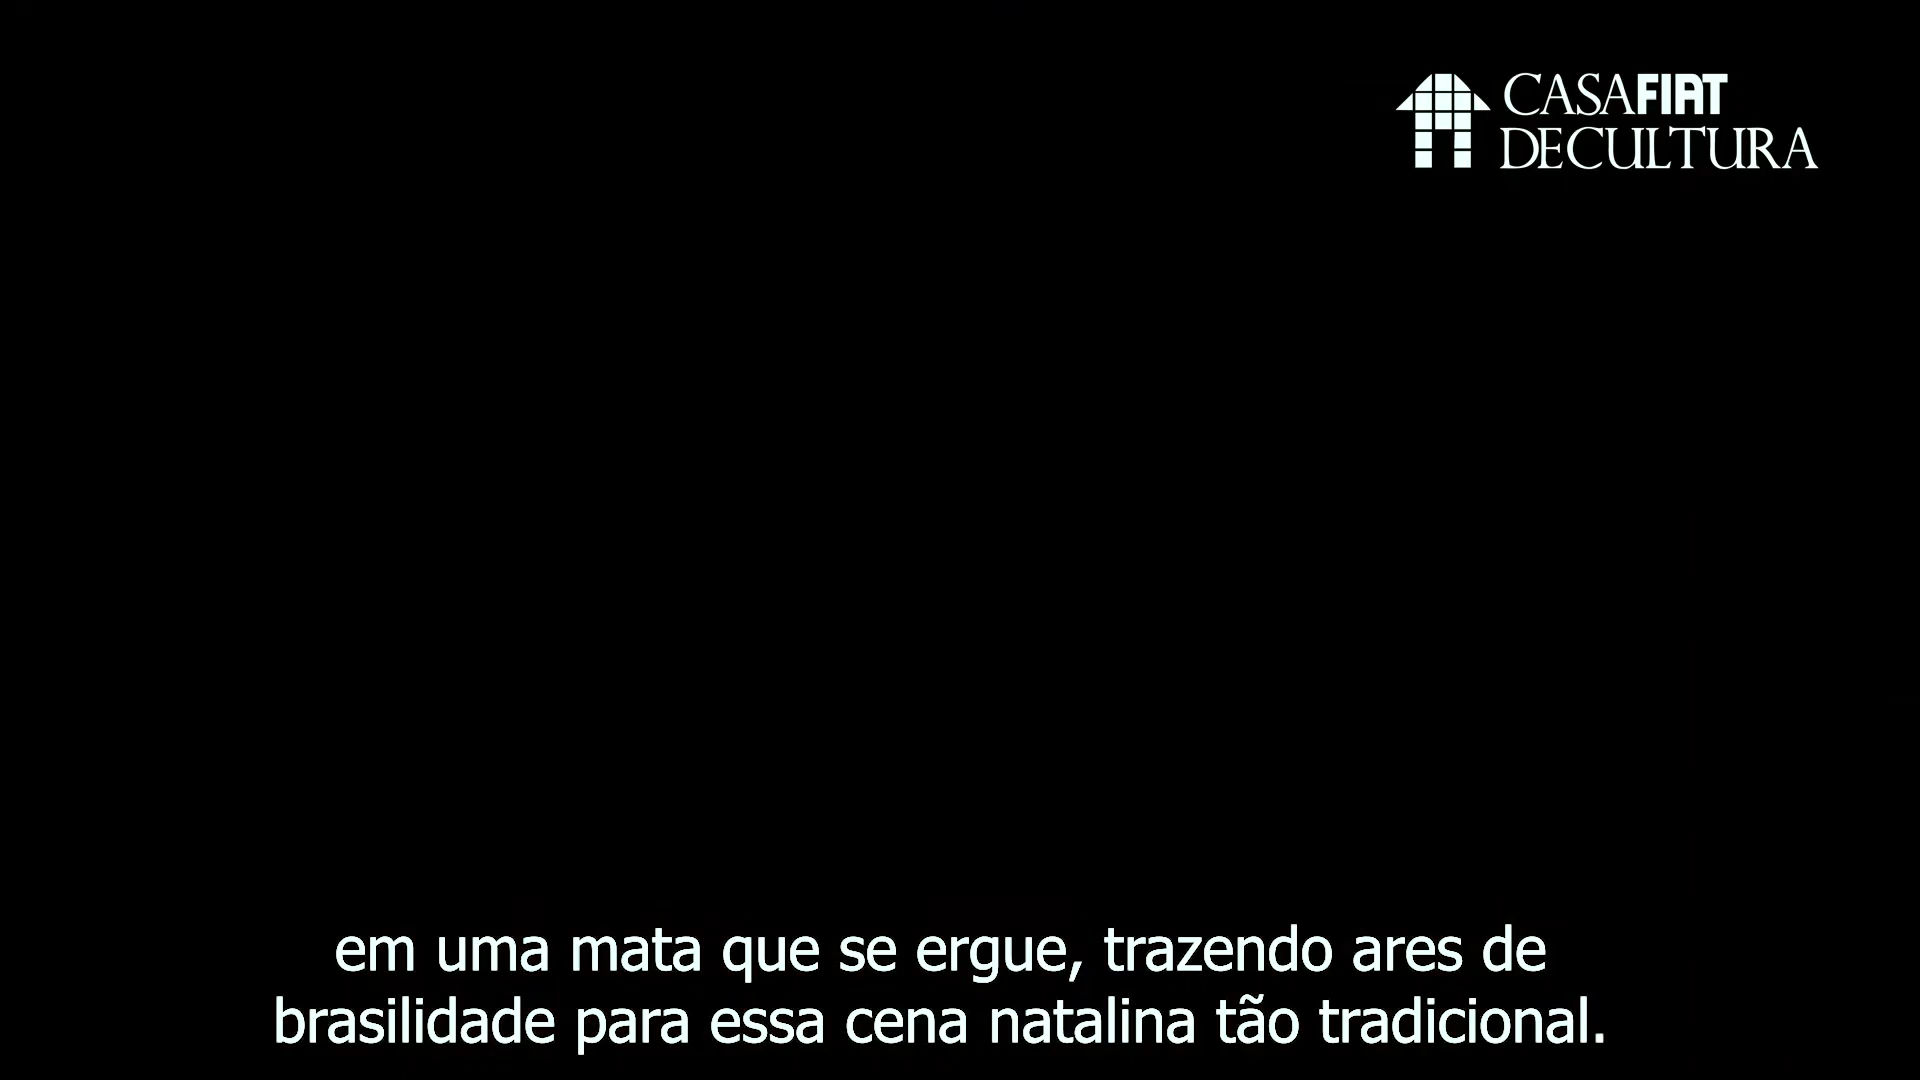 CASAFIAT
DECULTURA
em uma mata que se ergue, trazendo ares de
brasilidade para essa cena natalina tão tradicional.